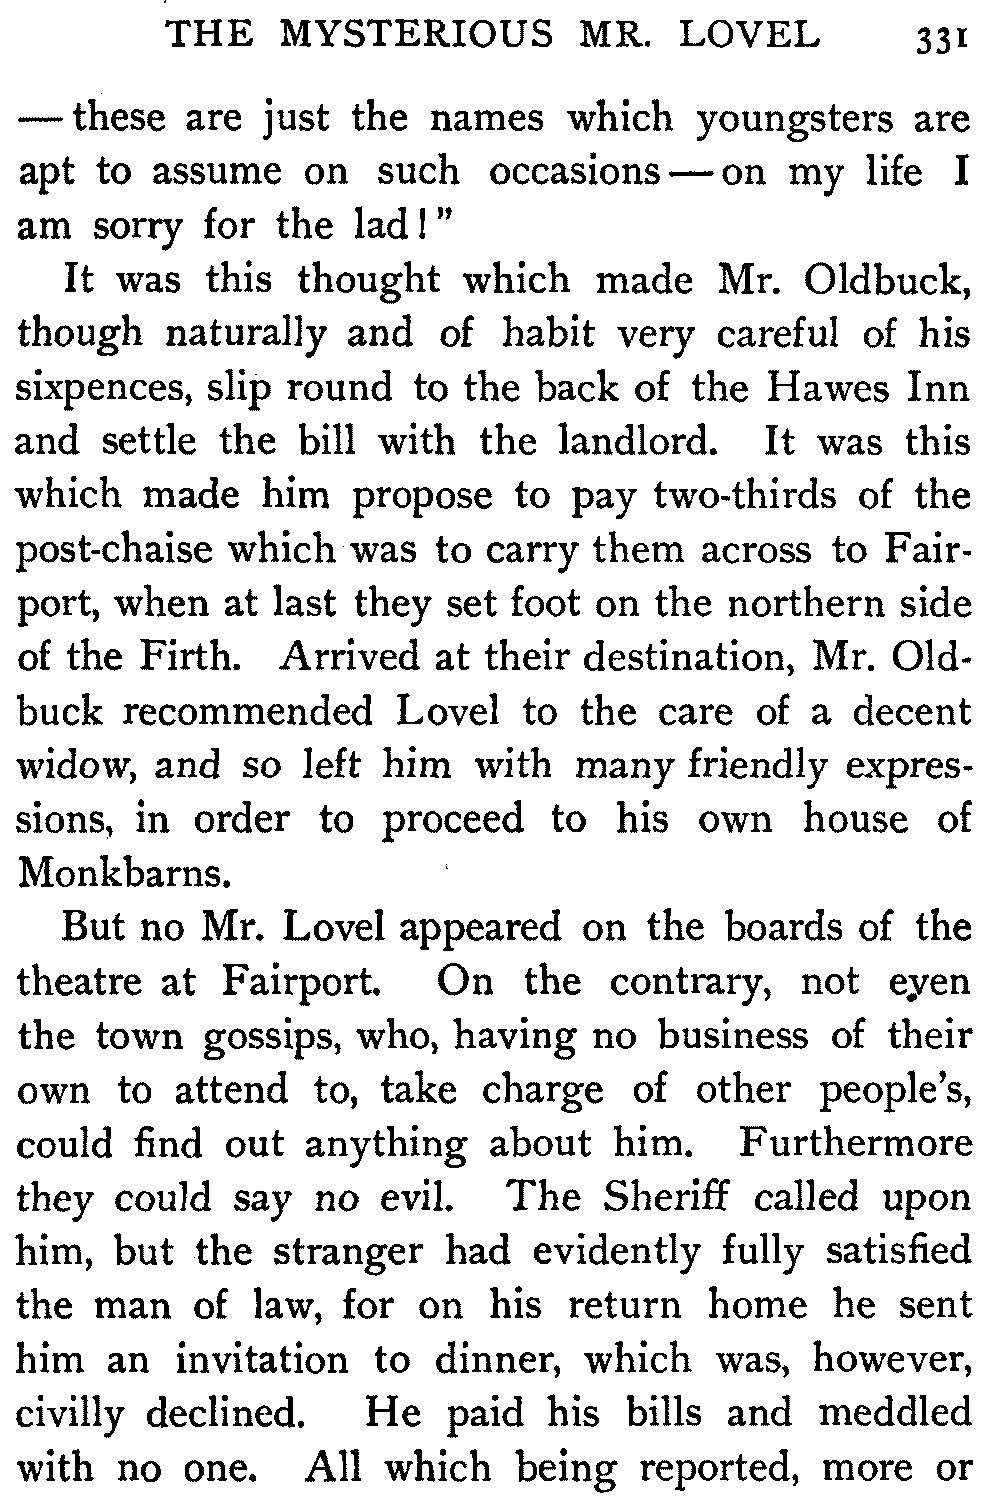 THE MYSTERIOUS MR. LOVEL 331
— these are just the names which youngsters are
apt to assume on such occasions — on my life I
am sorry for the lad!”
It was this thought which made Mr. Oldbuck,
though naturally and of habit very careful of his
sixpences, slip round to the back of the Hawes Inn
and settle the bill with the landlord. It was this
which made him propose to pay two-thirds of the
post-chaise which was to carry them across to Fair-
port, when at last they set foot on the northern side
of the Firth. Arrived at their destination, Mr. Old-
buck recommended Lovel to the care of a decent
widow, and so left him with many friendly expres-
sions, in order to proceed to his own house of
Monkbarns.
But no Mr. Lovel appeared on the boards of the
theatre at Fairport. On the contrary, not even
the town gossips, who, having no business of their
own to attend to, take charge of other people’s,
could find out anything about him. Furthermore
they could say no evil. The Sheriff called upon
him, but the stranger had evidently fully satisfied
the man of law, for on his return home he sent
him an invitation to dinner, which was, however,
civilly declined. He paid his bills and meddled
with no one. All which being reported, more or